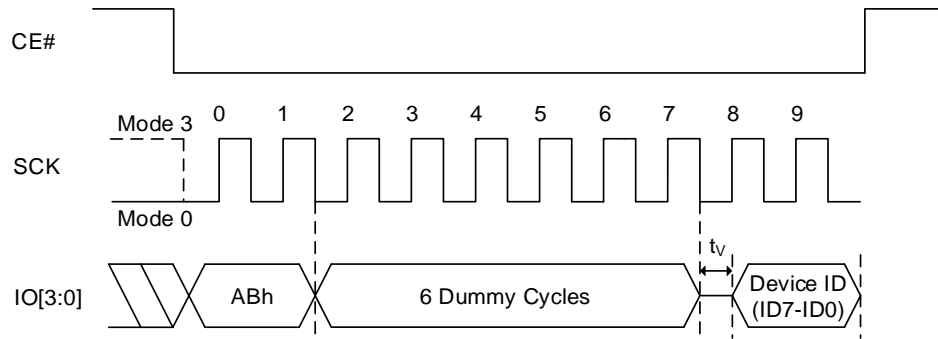 CE#
0 1 2 3 4 5 6 7 8 9
Mode 3
SCK
Mode 0
tV
IO[3:0]
ABh
6 Dummy Cycles
Device ID
(ID7-ID0)